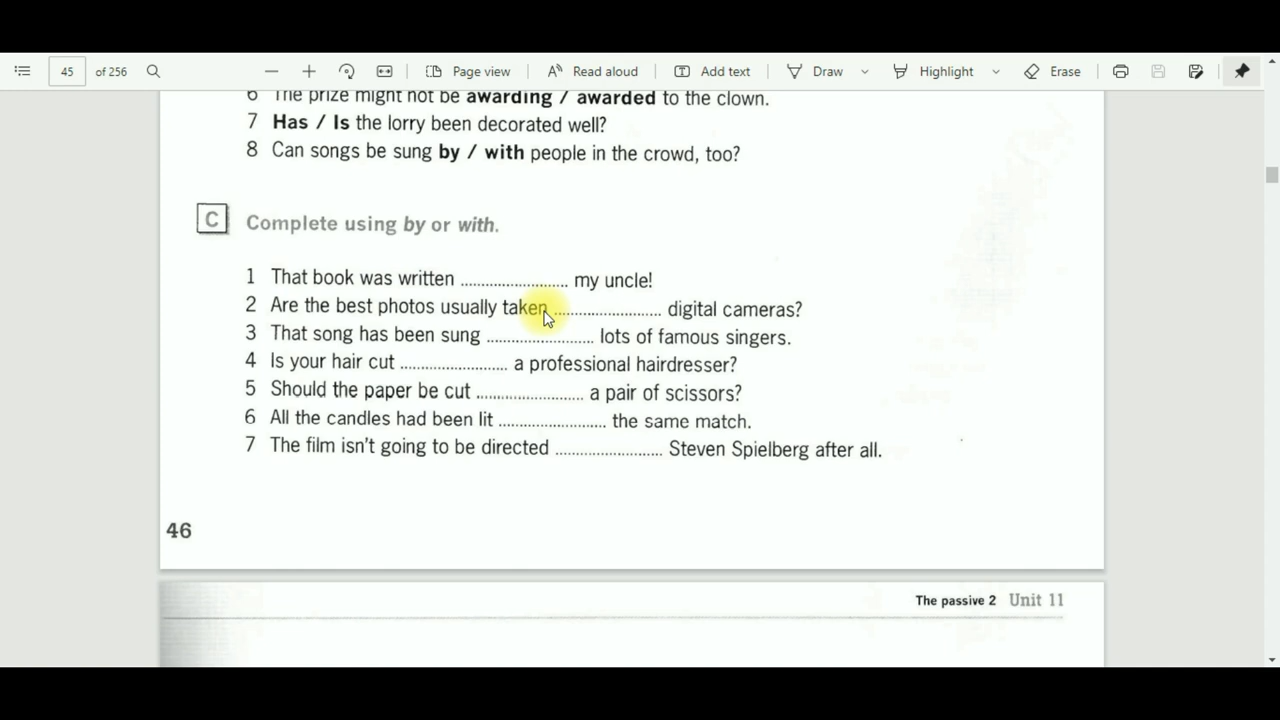 45 of 256 Page view Read aloud Add text Draw Highlight Erase
6 The prize might not be awarding / awarded to the clown.
7 Has / Is the lorry been decorated well?
8 Can songs be sung by / with people in the crowd, too?
C Complete using by or with.
1 That book was written ........................ my uncle!
2 Are the best photos usually taken ........................ digital cameras?
3 That song has been sung ........................ lots of famous singers.
4 Is your hair cut ........................ a professional hairdresser?
5 Should the paper be cut ........................ a pair of scissors?
6 All the candles had been lit ........................ the same match.
7 The film isn't going to be directed ........................ Steven Spielberg after all.
46
The passive 2 Unit 11